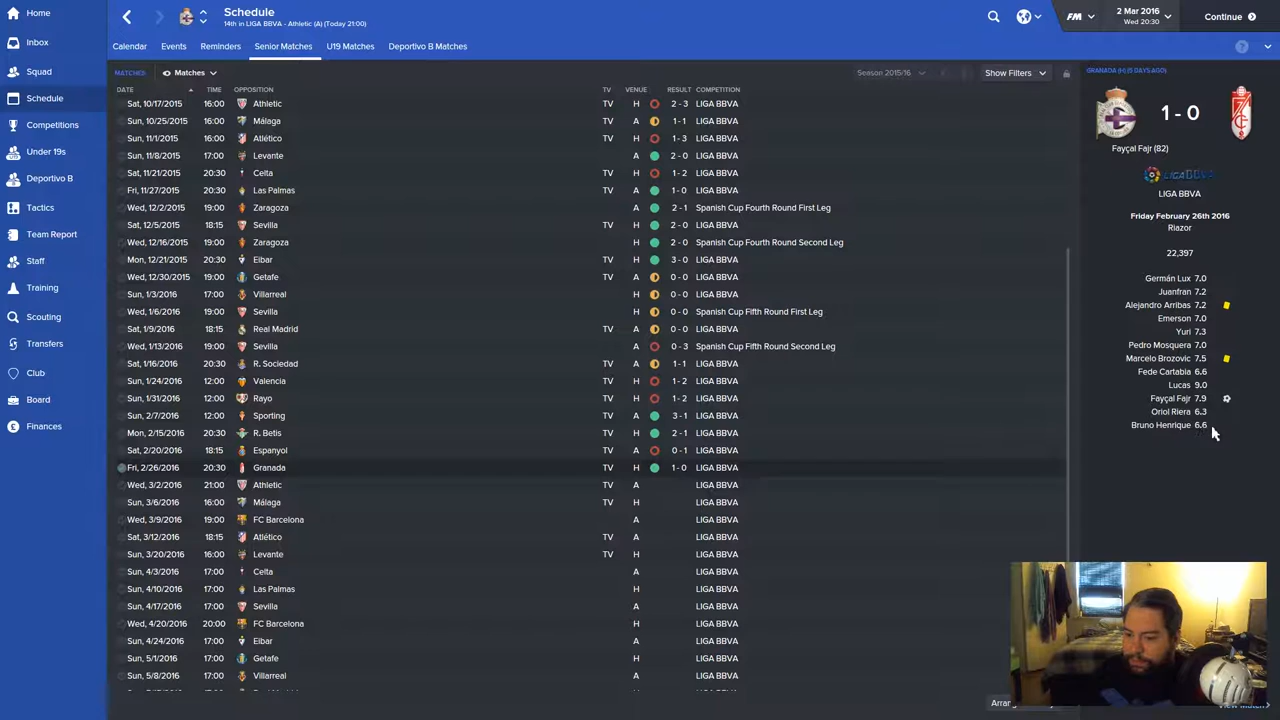 Home
Inbox
Squad
Schedule
Competitions
Under 19s
Deportivo B
Tactics
Team Report
Staff
Training
Scouting
Transfers
Club
Board
Finances
Schedule
14th in LIGA BBVA - Athletic (A) (Today 21:00)
FM
2 Mar 2016
Wed 20:30
Continue
Calendar Events Reminders Senior Matches U19 Matches Deportivo B Matches
MATCHES Matches Season 2015/16 Show Filters
DATE TIME OPPOSITION TV VENUE RESULT COMPETITION
Sat, 10/17/2015 16:00 Athletic TV H 2 - 3 LIGA BBVA
Sun, 10/25/2015 16:00 Málaga TV A 1 - 1 LIGA BBVA
Sun, 11/1/2015 16:00 Atlético TV H 1 - 3 LIGA BBVA
Sun, 11/8/2015 17:00 Levante A 2 - 0 LIGA BBVA
Sat, 11/21/2015 20:30 Celta TV H 1 - 2 LIGA BBVA
Fri, 11/27/2015 20:30 Las Palmas TV A 1 - 0 LIGA BBVA
Wed, 12/2/2015 19:00 Zaragoza A 2 - 1 Spanish Cup Fourth Round First Leg
Sat, 12/5/2015 18:15 Sevilla TV H 2 - 0 LIGA BBVA
Wed, 12/16/2015 19:00 Zaragoza H 2 - 0 Spanish Cup Fourth Round Second Leg
Mon, 12/21/2015 20:30 Eibar TV H 3 - 0 LIGA BBVA
Wed, 12/30/2015 19:00 Getafe TV A 0 - 0 LIGA BBVA
Sun, 1/3/2016 17:00 Villarreal H 0 - 0 LIGA BBVA
Wed, 1/6/2016 19:00 Sevilla H 0 - 0 Spanish Cup Fifth Round First Leg
Sat, 1/9/2016 18:15 Real Madrid TV A 0 - 0 LIGA BBVA
Wed, 1/13/2016 19:00 Sevilla A 0 - 3 Spanish Cup Fifth Round Second Leg
Sat, 1/16/2016 20:30 R. Sociedad TV A 1 - 1 LIGA BBVA
Sun, 1/24/2016 12:00 Valencia TV H 1 - 2 LIGA BBVA
Sun, 1/31/2016 12:00 Rayo TV H 1 - 2 LIGA BBVA
Sun, 2/7/2016 12:00 Sporting TV A 3 - 1 LIGA BBVA
Mon, 2/15/2016 20:30 R. Betis TV H 2 - 1 LIGA BBVA
Sat, 2/20/2016 18:15 Espanyol TV A 0 - 1 LIGA BBVA
Fri, 2/26/2016 20:30 Granada TV H 1 - 0 LIGA BBVA
Wed, 3/2/2016 21:00 Athletic TV A LIGA BBVA
Sun, 3/6/2016 16:00 Málaga TV H LIGA BBVA
Wed, 3/9/2016 19:00 FC Barcelona A LIGA BBVA
Sat, 3/12/2016 18:15 Atlético TV A LIGA BBVA
Sun, 3/20/2016 16:00 Levante TV H LIGA BBVA
Sun, 4/3/2016 17:00 Celta A LIGA BBVA
Sun, 4/10/2016 17:00 Las Palmas H LIGA BBVA
Sun, 4/17/2016 17:00 Sevilla A LIGA BBVA
Wed, 4/20/2016 20:00 FC Barcelona H LIGA BBVA
Sun, 4/24/2016 17:00 Eibar A LIGA BBVA
Sun, 5/1/2016 17:00 Getafe H LIGA BBVA
Sun, 5/8/2016 17:00 Villarreal A LIGA BBVA
GRANADA (H) (5 DAYS AGO)
1 - 0
Fayçal Fajr (82)
LIGA BBVA
LIGA BBVA
Friday February 26th 2016
Riazor
22,397
Germán Lux 7.0
Juanfran 7.2
Alejandro Arribas 7.2
Emerson 7.0
Yuri 7.3
Pedro Mosquera 7.0
Marcelo Brozovic 7.5
Fede Cartabia 6.6
Lucas 9.0
Fayçal Fajr 7.9
Oriol Riera 6.3
Bruno Henrique 6.6